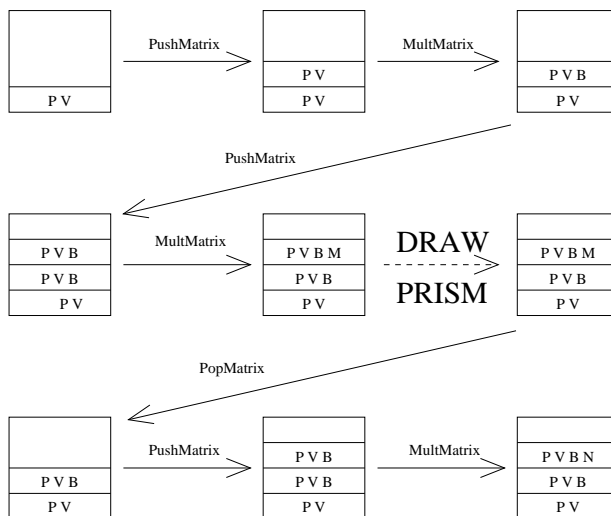 PushMatrix
MultMatrix
P V
P V B
P V
P V
P V
PushMatrix
P V B
MultMatrix
P V B M
DRAW
P V B M
P V B
P V B
PRISM
P V B
P V
P V
P V
PopMatrix
PushMatrix
P V B
MultMatrix
P V B N
P V B
P V B
P V B
P V
P V
P V